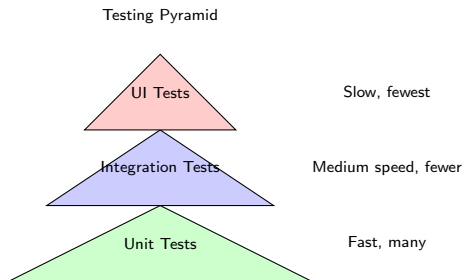 Testing Pyramid
UI Tests
Slow, fewest
Integration Tests
Medium speed, fewer
Unit Tests
Fast, many